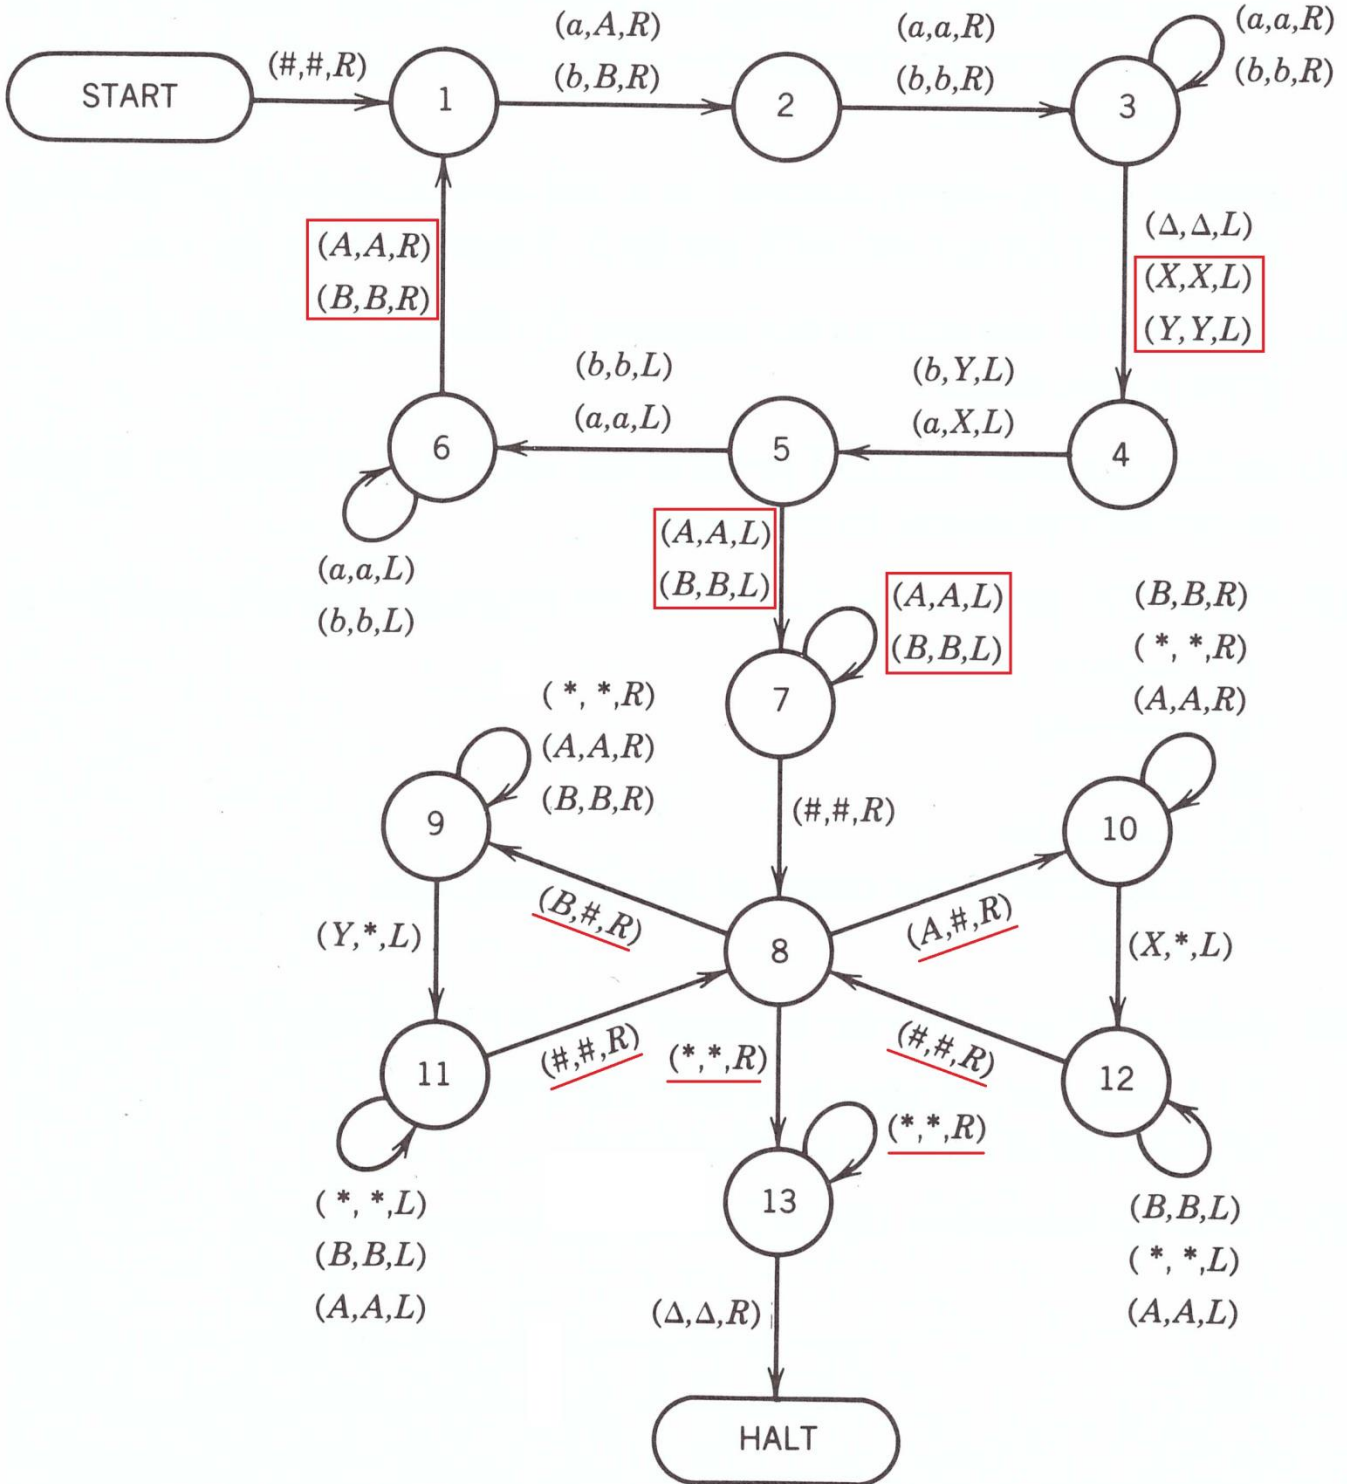 START
(#,#,R)
1
(a,A,R)
(b,B,R)
2
(a,a,R)
(b,b,R)
3
(a,a,R)
(b,b,R)
(A,A,R)
(B,B,R)
(Δ,Δ,L)
(X,X,L)
(Y,Y,L)
6
(b,b,L)
(a,a,L)
5
(b,Y,L)
(a,X,L)
4
(a,a,L)
(b,b,L)
(A,A,L)
(B,B,L)
(A,A,L)
(B,B,L)
7
(B,B,R)
(*,*,R)
(A,A,R)
(*,*,R)
(A,A,R)
(B,B,R)
9
(#,#,R)
10
(Y,*,L)
(B,#,R)
8
(A,#,R)
(X,*,L)
11
(#,#,R)
(*,*,R)
(#,#,R)
12
(*,*,L)
(B,B,L)
(A,A,L)
13
(*,*,R)
(B,B,L)
(*,*,L)
(A,A,L)
(Δ,Δ,R)
HALT